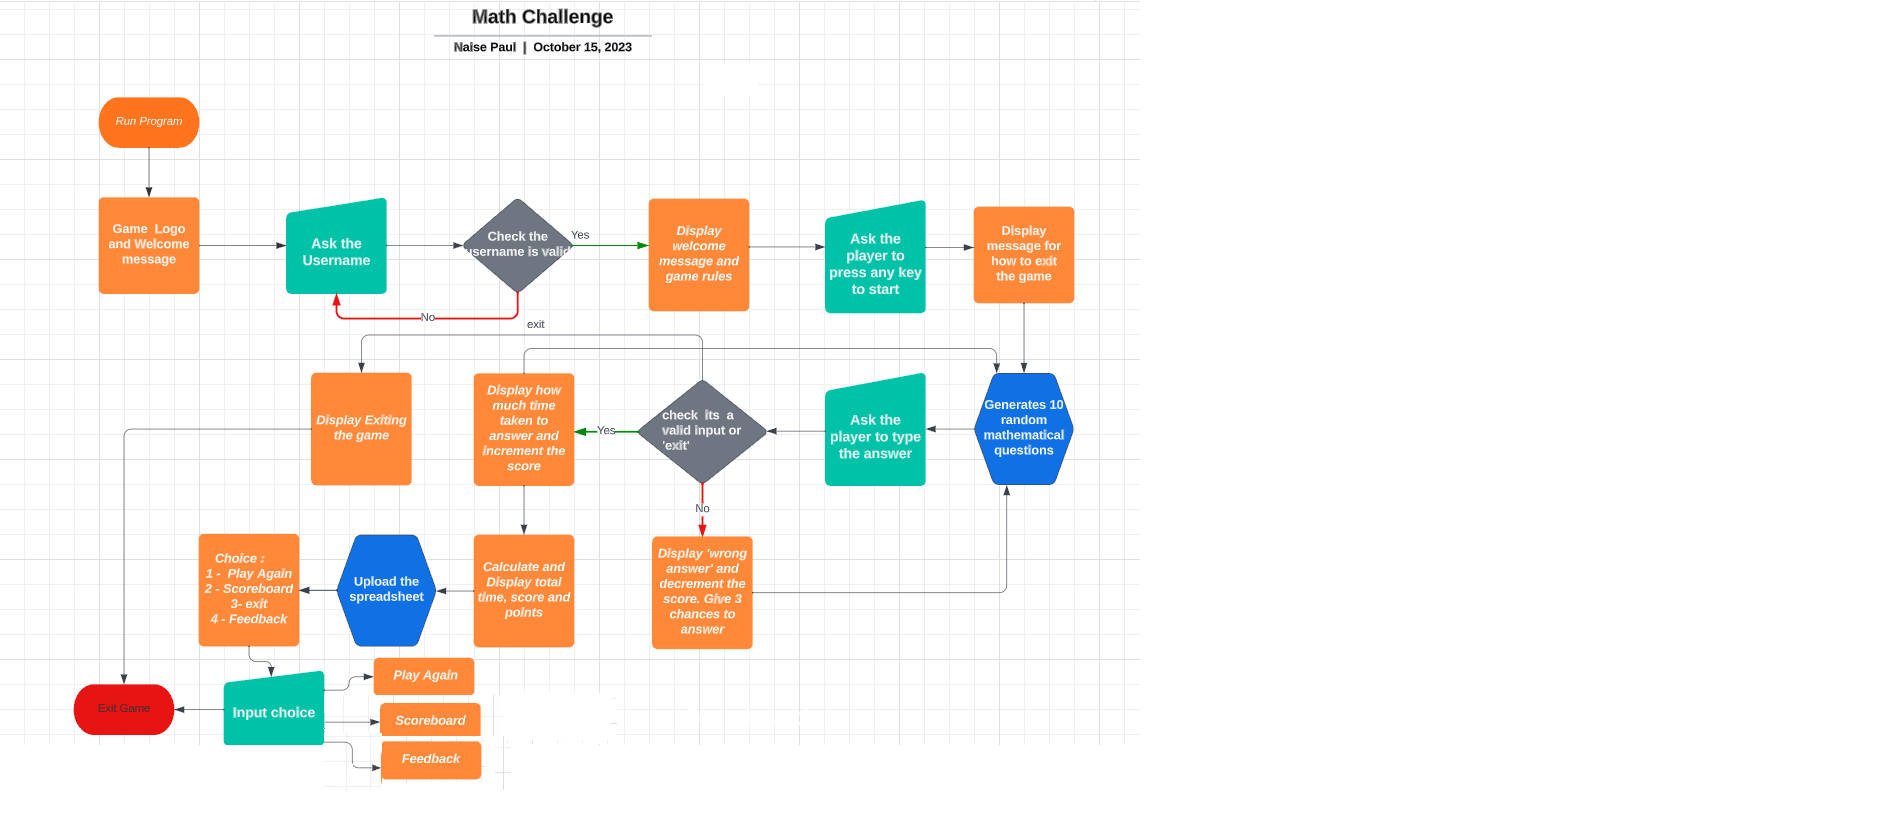 Math Challenge
Naise Paul | October 15, 2023
Run Program
Game Logo
and Welcome
message
Ask the
Username
Check the
username is valid
Yes
No
Display
welcome
message and
game rules
Ask the
player to
press any key
to start
Display
message for
how to exit
the game
exit
Display Exiting
the game
Display how
much time
taken to
answer and
increment the
score
Yes
check its a
valid input or
'exit'
Ask the
player to type
the answer
Generates 10
random
mathematical
questions
No
Choice :
1 - Play Again
2 - Scoreboard
3- exit
4 - Feedback
Upload the
spreadsheet
Calculate and
Display total
time, score and
points
Display 'wrong
answer' and
decrement the
score. Give 3
chances to
answer
Exit Game
Input choice
Play Again
Scoreboard
Feedback